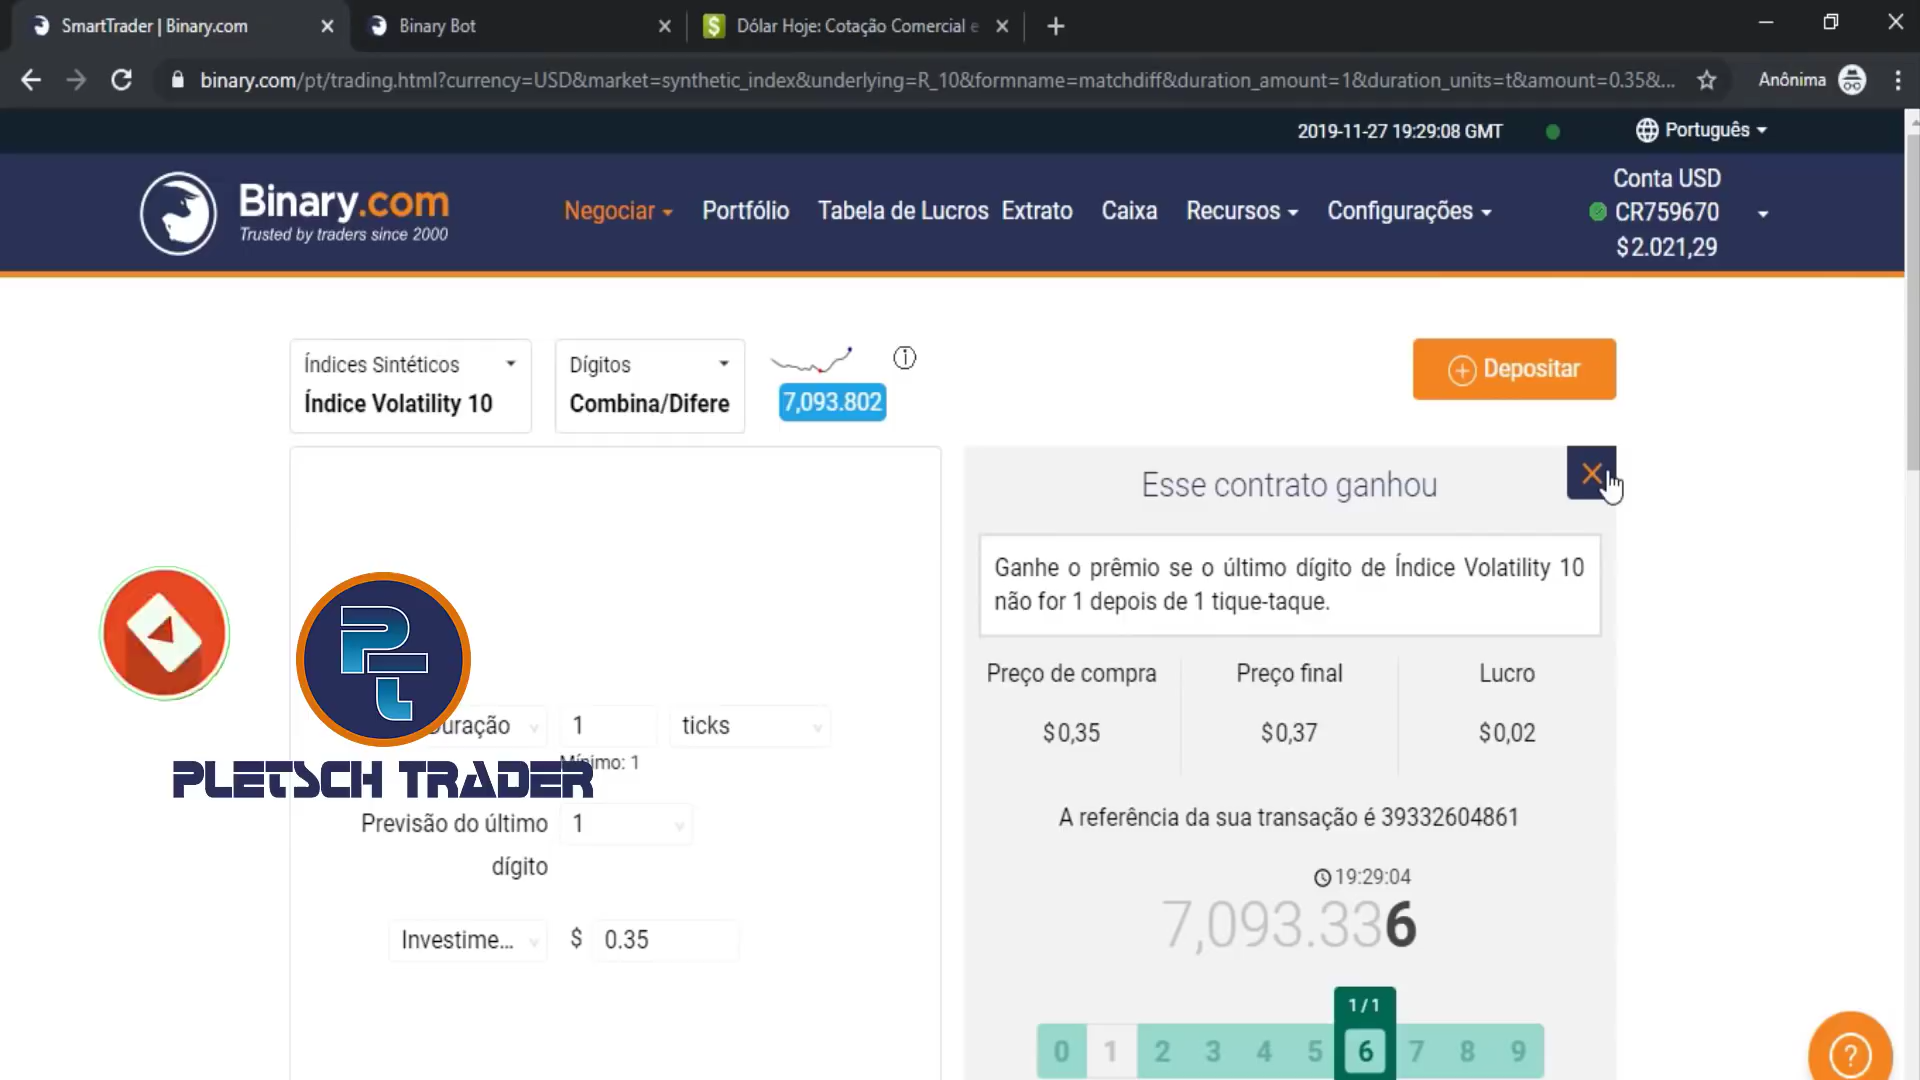 SmartTrader | Binary.com
Binary Bot
Dólar Hoje: Cotação Comercial e
binary.com/pt/trading.html?currency=USD&market=synthetic_index&underlying=R_10&formname=matchdiff&duration_amount=1&duration_units=t&amount=0.35&...
Anônima
2019-11-27 19:29:08 GMT
Português
Binary.com
Trusted by traders since 2000
Negociar
Portfólio
Tabela de Lucros
Extrato
Caixa
Recursos
Configurações
Conta USD
CR759670
$2.021,29
Índices Sintéticos
Índice Volatility 10
Dígitos
Combina/Difere
7,093.802
Depositar
Esse contrato ganhou
Ganhe o prêmio se o último dígito de Índice Volatility 10
não for 1 depois de 1 tique-taque.
Preço de compra
Preço final
Lucro
$0,35
$0,37
$0,02
A referência da sua transação é 39332604861
19:29:04
7,093.336
1/1
0 1 2 3 4 5 6 7 8 9
PT
PLETSCH TRADER
Duração
1
ticks
Mínimo: 1
Previsão do último
dígito
1
Investime...
$
0.35
?